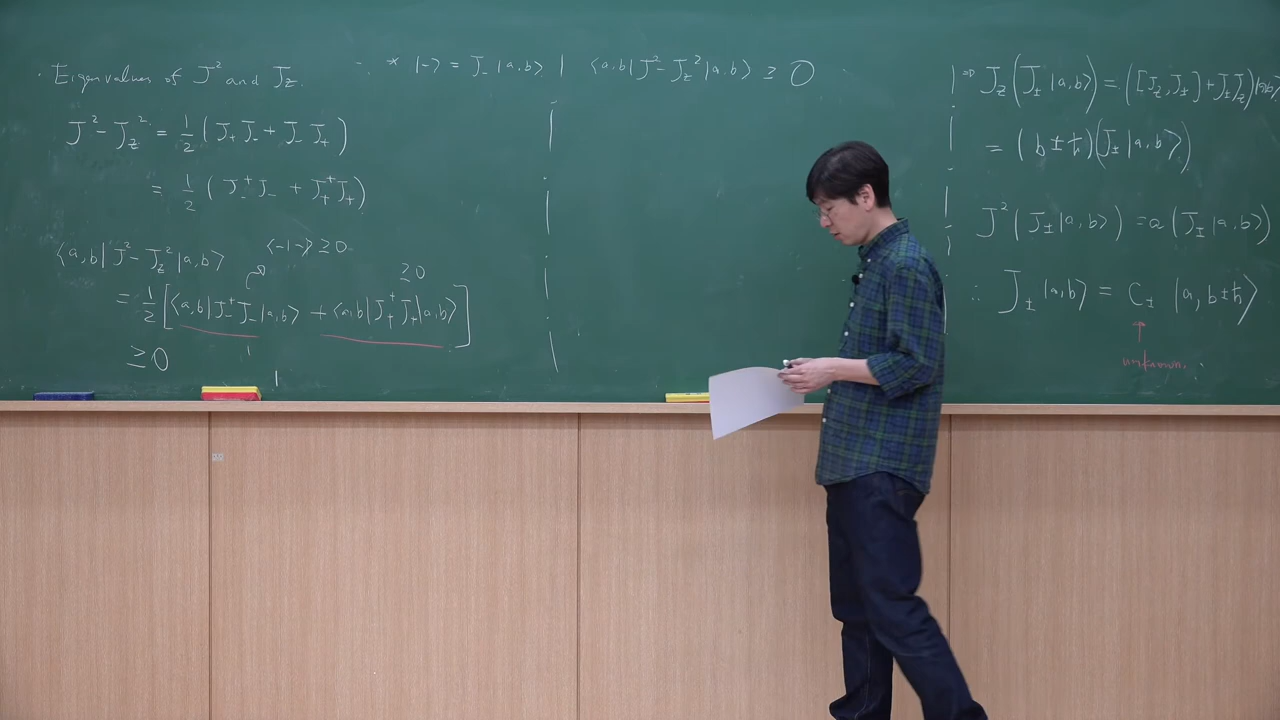 · Eigenvalues of J² and J_z.
J² - J_z² = 1/2 (J₊J₋ + J₋J₊)
= 1/2 (J₋†J₋ + J₊†J₊)
⟨a,b|J² - J_z²|a,b⟩
⟨-|-⟩ ≥ 0
≥0
= 1/2 [⟨a,b|J₋†J₋|a,b⟩ + ⟨a,b|J₊†J₊|a,b⟩]
≥ 0
* |-⟩ = J₋|a,b⟩
⟨a,b|J² - J_z²|a,b⟩ ≥ 0
⇒ J_z(J±|a,b⟩) = ([J_z, J±] + J±J_z)|a,b⟩
= (b±ħ)(J±|a,b⟩)
J²(J±|a,b⟩) = a(J±|a,b⟩)
∴ J±|a,b⟩ = C± |a, b±ħ⟩
↑
unknown.